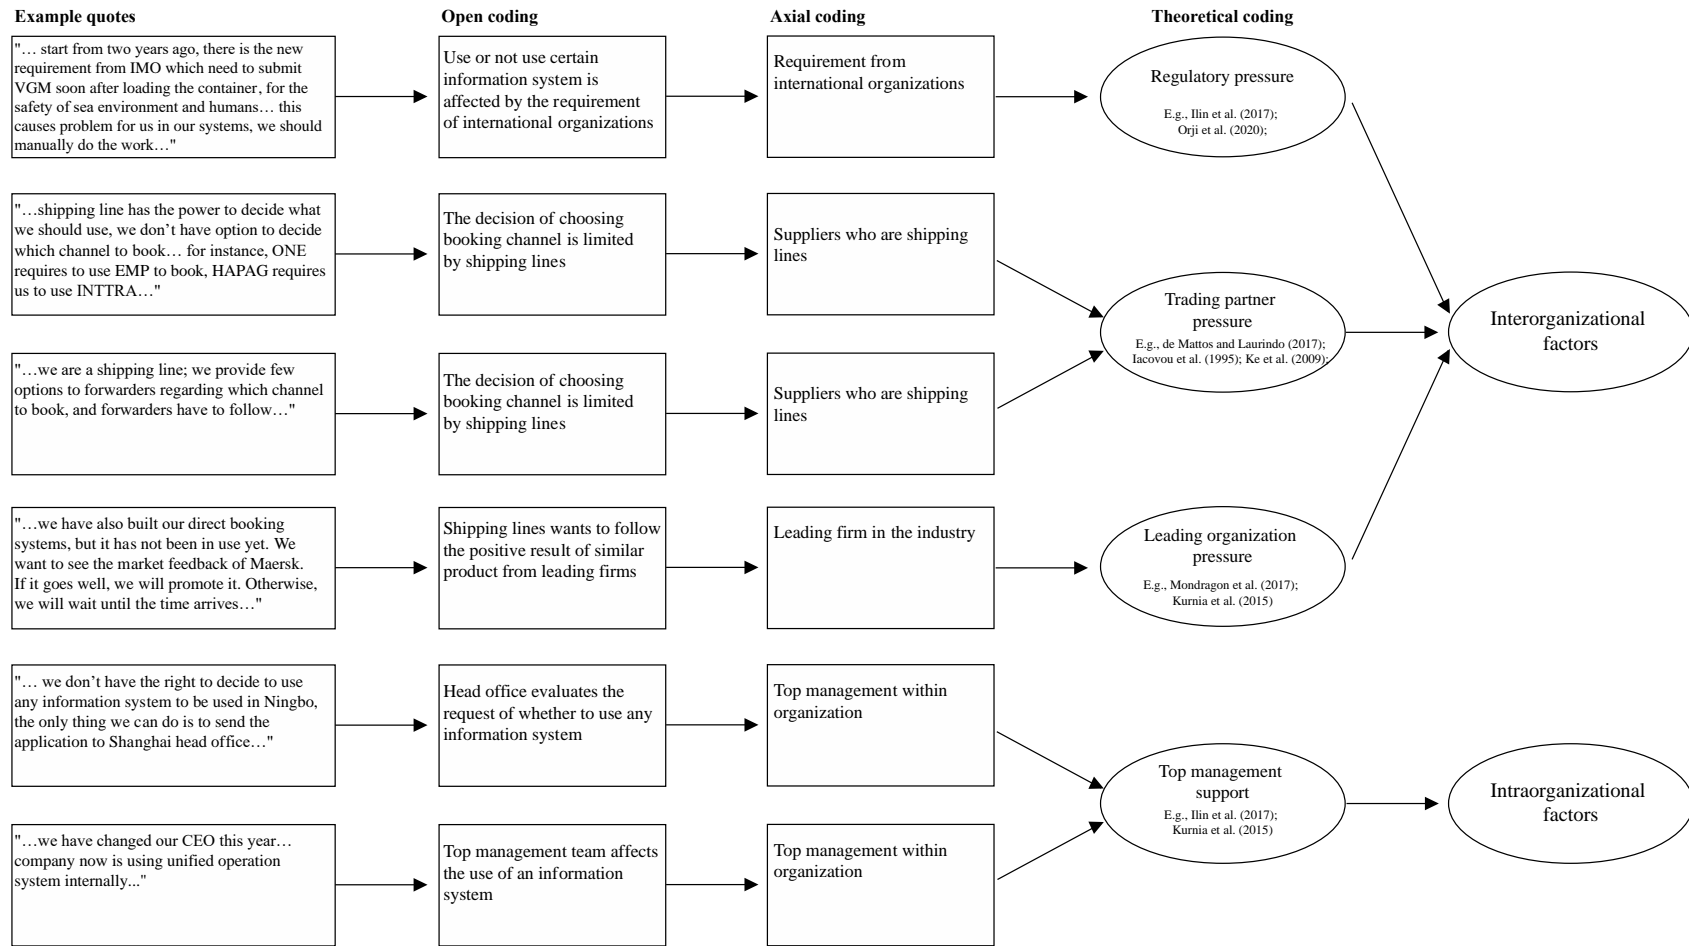 Example quotes
Open coding
Axial coding
Theoretical coding
"… start from two years ago, there is the new
requirement from IMO which need to submit
VGM soon after loading the container, for the
safety of sea environment and humans… this
causes problem for us in our systems, we should
manually do the work…"
Use or not use certain
information system is
affected by the requirement
of international organizations
Requirement from
international organizations
Regulatory pressure
E.g., Ilin et al. (2017);
Orji et al. (2020);
"…shipping line has the power to decide what
we should use, we don’t have option to decide
which channel to book… for instance, ONE
requires to use EMP to book, HAPAG requires
us to use INTTRA…"
The decision of choosing
booking channel is limited
by shipping lines
Suppliers who are shipping
lines
Trading partner
pressure
E.g., de Mattos and Laurindo (2017);
Iacovou et al. (1995); Ke et al. (2009);
Interorganizational
factors
"…we are a shipping line; we provide few
options to forwarders regarding which channel
to book, and forwarders have to follow…"
The decision of choosing
booking channel is limited
by shipping lines
Suppliers who are shipping
lines
"…we have also built our direct booking
systems, but it has not been in use yet. We
want to see the market feedback of Maersk.
If it goes well, we will promote it. Otherwise,
we will wait until the time arrives…"
Shipping lines wants to follow
the positive result of similar
product from leading firms
Leading firm in the industry
Leading organization
pressure
E.g., Mondragon et al. (2017);
Kurnia et al. (2015)
"… we don’t have the right to decide to use
any information system to be used in Ningbo,
the only thing we can do is to send the
application to Shanghai head office…"
Head office evaluates the
request of whether to use any
information system
Top management within
organization
Top management
support
E.g., Ilin et al. (2017);
Kurnia et al. (2015)
Intraorganizational
factors
"…we have changed our CEO this year…
company now is using unified operation
system internally..."
Top management team affects
the use of an information
system
Top management within
organization